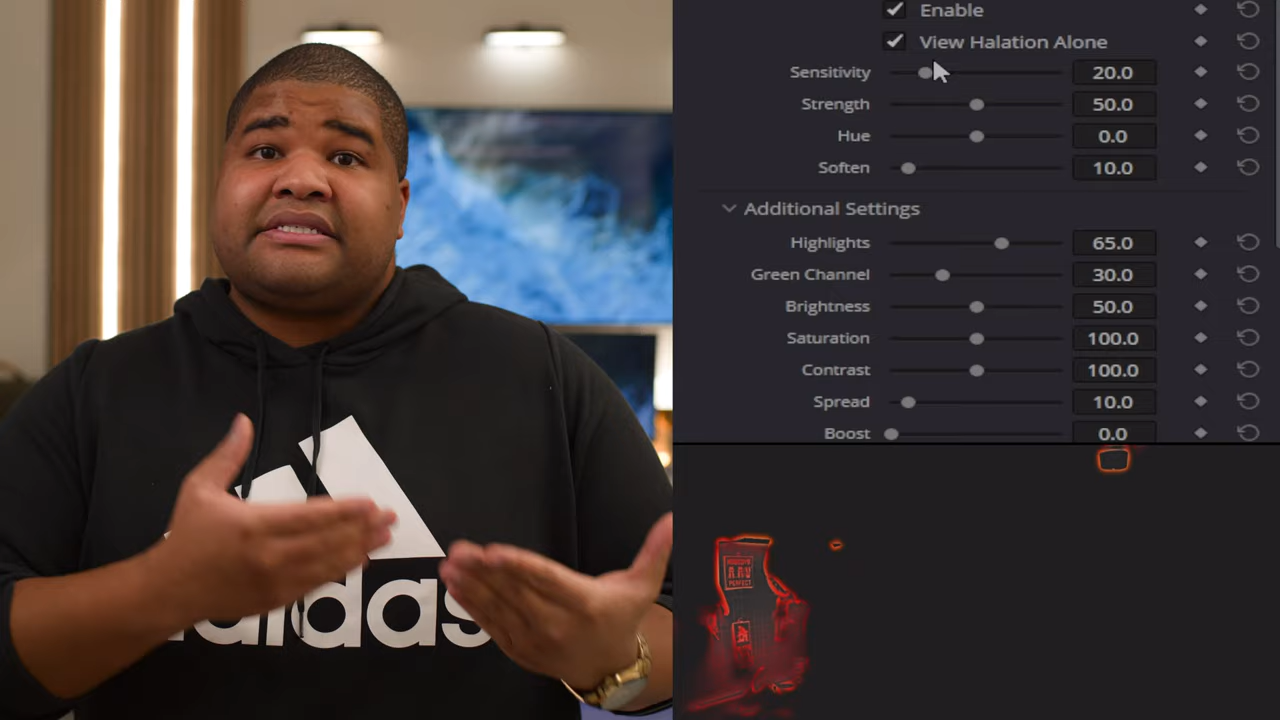 adidas
Enable
View Halation Alone
Sensitivity 20.0
Strength 50.0
Hue 0.0
Soften 10.0
Additional Settings
Highlights 65.0
Green Channel 30.0
Brightness 50.0
Saturation 100.0
Contrast 100.0
Spread 10.0
Boost 0.0